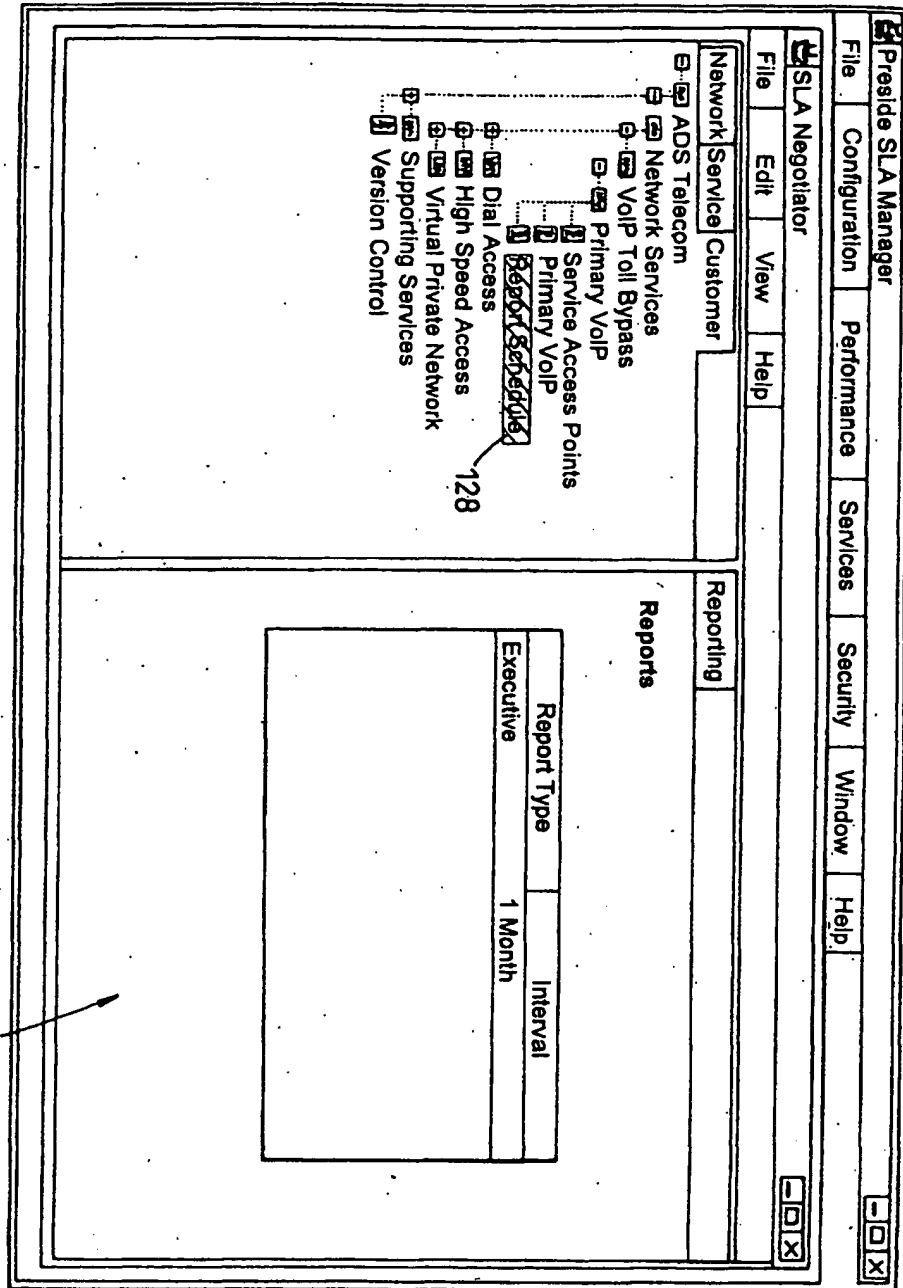 Preside SLA Manager
File Configuration Performance Services Security Window Help
SLA Negotiator
File Edit View Help
Network Service Customer
ADS Telecom
Network Services
VoIP Toll Bypass
Primary VoIP
Service Access Points
Primary VoIP
Report Schedule
128
Dial Access
High Speed Access
Virtual Private Network
Supporting Services
Version Control
Reporting
Reports
Report Type Interval
Executive 1 Month